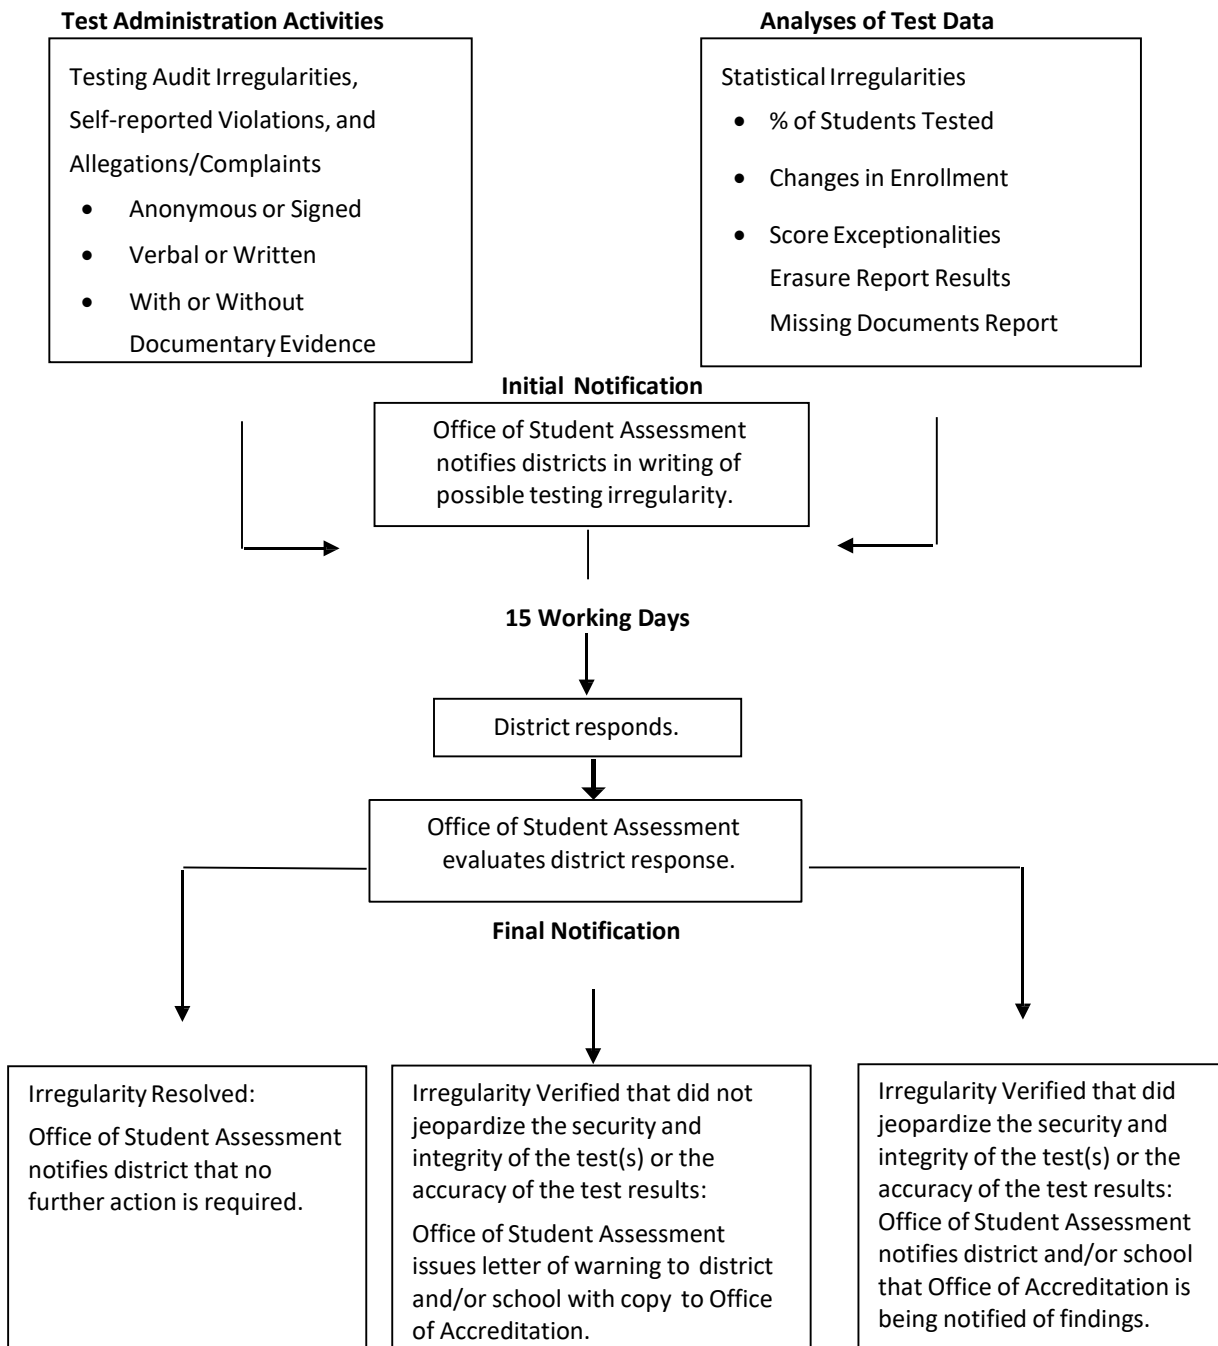 Test Administration Activities
Testing Audit Irregularities,
Self-reported Violations, and
Allegations/Complaints
• Anonymous or Signed
• Verbal or Written
• With or Without
Documentary Evidence
Analyses of Test Data
Statistical Irregularities
• % of Students Tested
• Changes in Enrollment
• Score Exceptionalities
Erasure Report Results
Missing Documents Report
Initial Notification
Office of Student Assessment
notifies districts in writing of
possible testing irregularity.
15 Working Days
District responds.
Office of Student Assessment
evaluates district response.
Final Notification
Irregularity Resolved:
Office of Student Assessment
notifies district that no
further action is required.
Irregularity Verified that did not
jeopardize the security and
integrity of the test(s) or the
accuracy of the test results:
Office of Student Assessment
issues letter of warning to district
and/or school with copy to Office
of Accreditation.
Irregularity Verified that did
jeopardize the security and
integrity of the test(s) or the
accuracy of the test results:
Office of Student Assessment
notifies district and/or school
that Office of Accreditation is
being notified of findings.